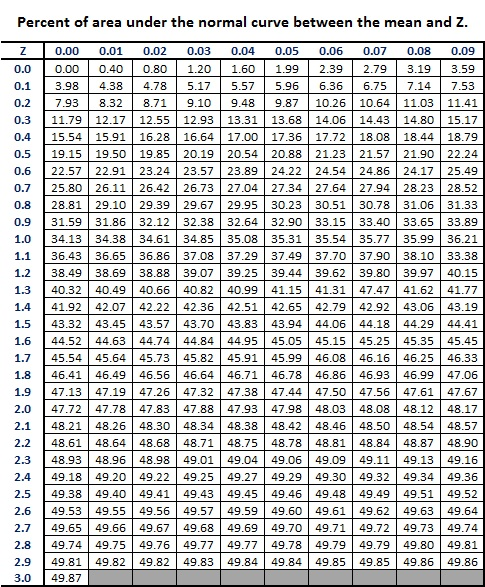 Percent of area under the normal curve between the mean and Z.
Z 0.00 0.01 0.02 0.03 0.04 0.05 0.06 0.07 0.08 0.09
0.0 0.00 0.40 0.80 1.20 1.60 1.99 2.39 2.79 3.19 3.59
0.1 3.98 4.38 4.78 5.17 5.57 5.96 6.36 6.75 7.14 7.53
0.2 7.93 8.32 8.71 9.10 9.48 9.87 10.26 10.64 11.03 11.41
0.3 11.79 12.17 12.55 12.93 13.31 13.68 14.06 14.43 14.80 15.17
0.4 15.54 15.91 16.28 16.64 17.00 17.36 17.72 18.08 18.44 18.79
0.5 19.15 19.50 19.85 20.19 20.54 20.88 21.23 21.57 21.90 22.24
0.6 22.57 22.91 23.24 23.57 23.89 24.22 24.54 24.86 24.17 25.49
0.7 25.80 26.11 26.42 26.73 27.04 27.34 27.64 27.94 28.23 28.52
0.8 28.81 29.10 29.39 29.67 29.95 30.23 30.51 30.78 31.06 31.33
0.9 31.59 31.86 32.12 32.38 32.64 32.90 33.15 33.40 33.65 33.89
1.0 34.13 34.38 34.61 34.85 35.08 35.31 35.54 35.77 35.99 36.21
1.1 36.43 36.65 36.86 37.08 37.29 37.49 37.70 37.90 38.10 33.38
1.2 38.49 38.69 38.88 39.07 39.25 39.44 39.62 39.80 39.97 40.15
1.3 40.32 40.49 40.66 40.82 40.99 41.15 41.31 47.47 41.62 41.77
1.4 41.92 42.07 42.22 42.36 42.51 42.65 42.79 42.92 43.06 43.19
1.5 43.32 43.45 43.57 43.70 43.83 43.94 44.06 44.18 44.29 44.41
1.6 44.52 44.63 44.74 44.84 44.95 45.05 45.15 45.25 45.35 45.45
1.7 45.54 45.64 45.73 45.82 45.91 45.99 46.08 46.16 46.25 46.33
1.8 46.41 46.49 46.56 46.64 46.71 46.78 46.86 46.93 46.99 47.06
1.9 47.13 47.19 47.26 47.32 47.38 47.44 47.50 47.56 47.61 47.67
2.0 47.72 47.78 47.83 47.88 47.93 47.98 48.03 48.08 48.12 48.17
2.1 48.21 48.26 48.30 48.34 48.38 48.42 48.46 48.50 48.54 48.57
2.2 48.61 48.64 48.68 48.71 48.75 48.78 48.81 48.84 48.87 48.90
2.3 48.93 48.96 48.98 49.01 49.04 49.06 49.09 49.11 49.13 49.16
2.4 49.18 49.20 49.22 49.25 49.27 49.29 49.30 49.32 49.34 49.36
2.5 49.38 49.40 49.41 49.43 49.45 49.46 49.48 49.49 49.51 49.52
2.6 49.53 49.55 49.56 49.57 49.59 49.60 49.61 49.62 49.63 49.64
2.7 49.65 49.66 49.67 49.68 49.69 49.70 49.71 49.72 49.73 49.74
2.8 49.74 49.75 49.76 49.77 49.77 49.78 49.79 49.79 49.80 49.81
2.9 49.81 49.82 49.82 49.83 49.84 49.84 49.85 49.85 49.86 49.86
3.0 49.87